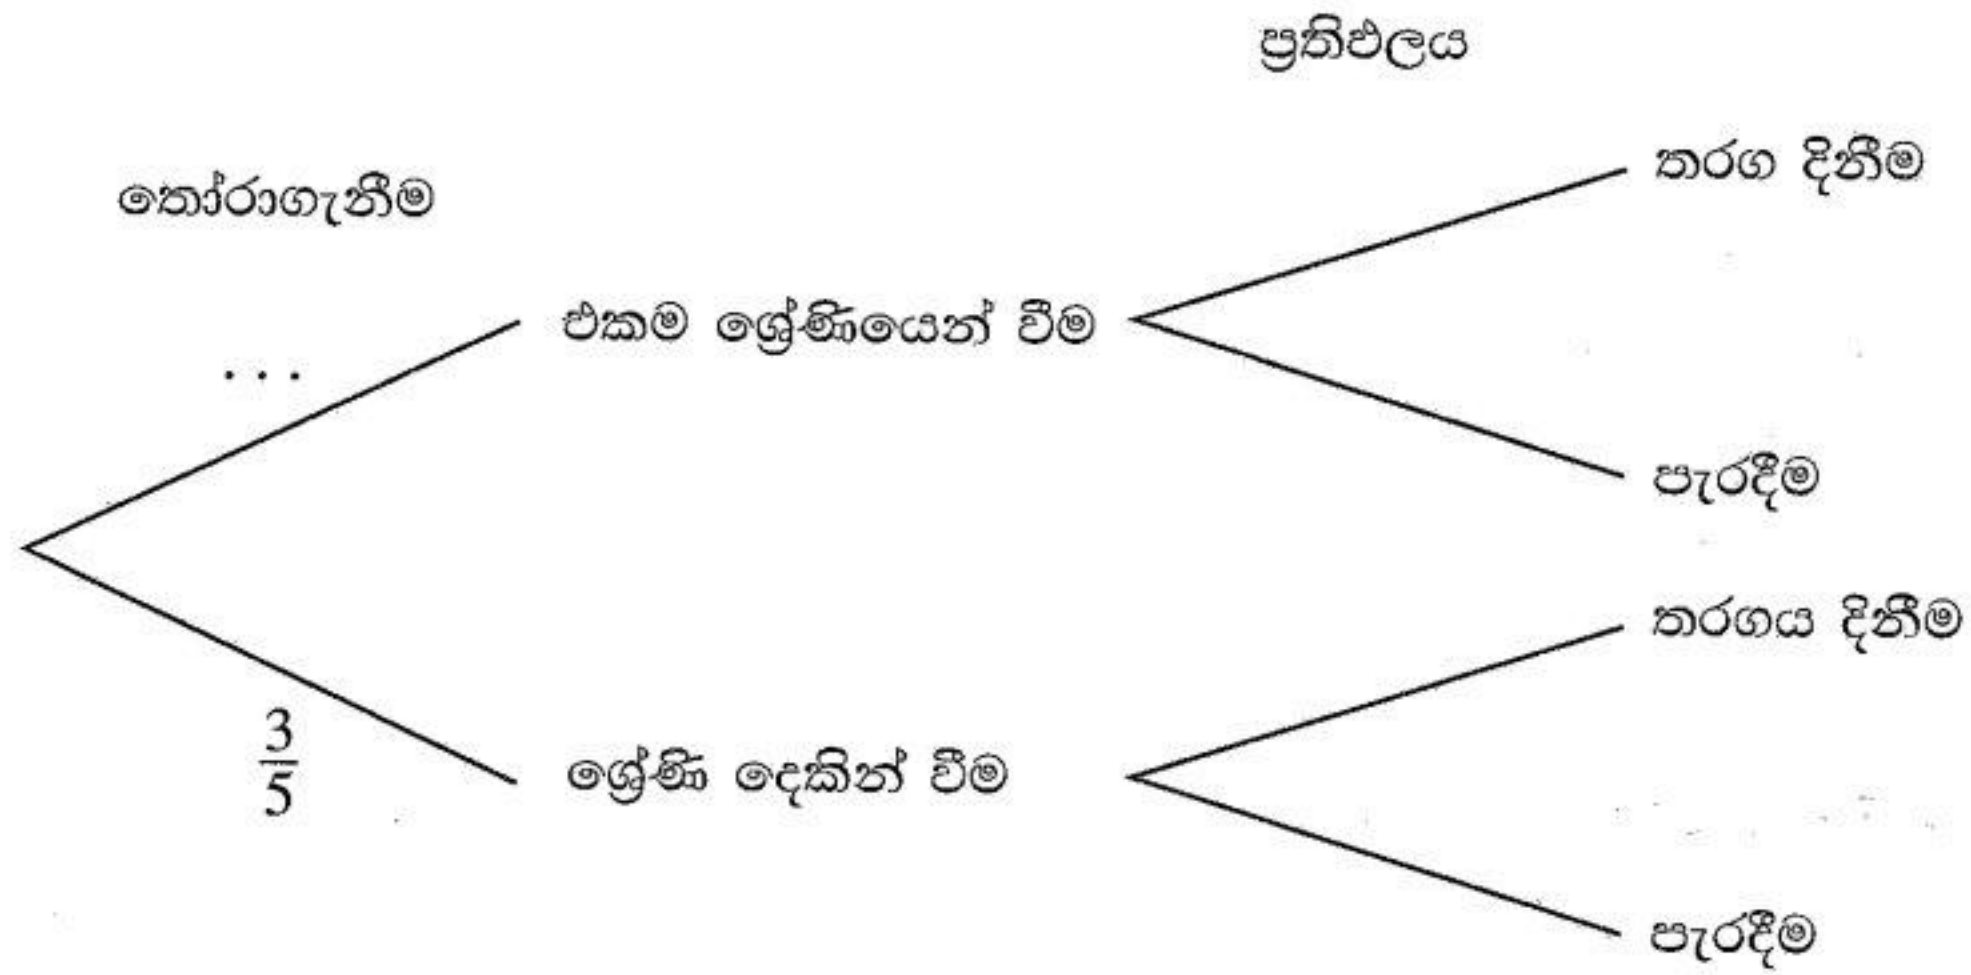 ප්‍රතිඵලය
තෝරාගැනීම
තරග දිනීම
...
එකම ශ්‍රේණියෙන් වීම
පැරදීම
තරගය දිනීම
3
5
ශ්‍රේණි දෙකින් වීම
පැරදීම